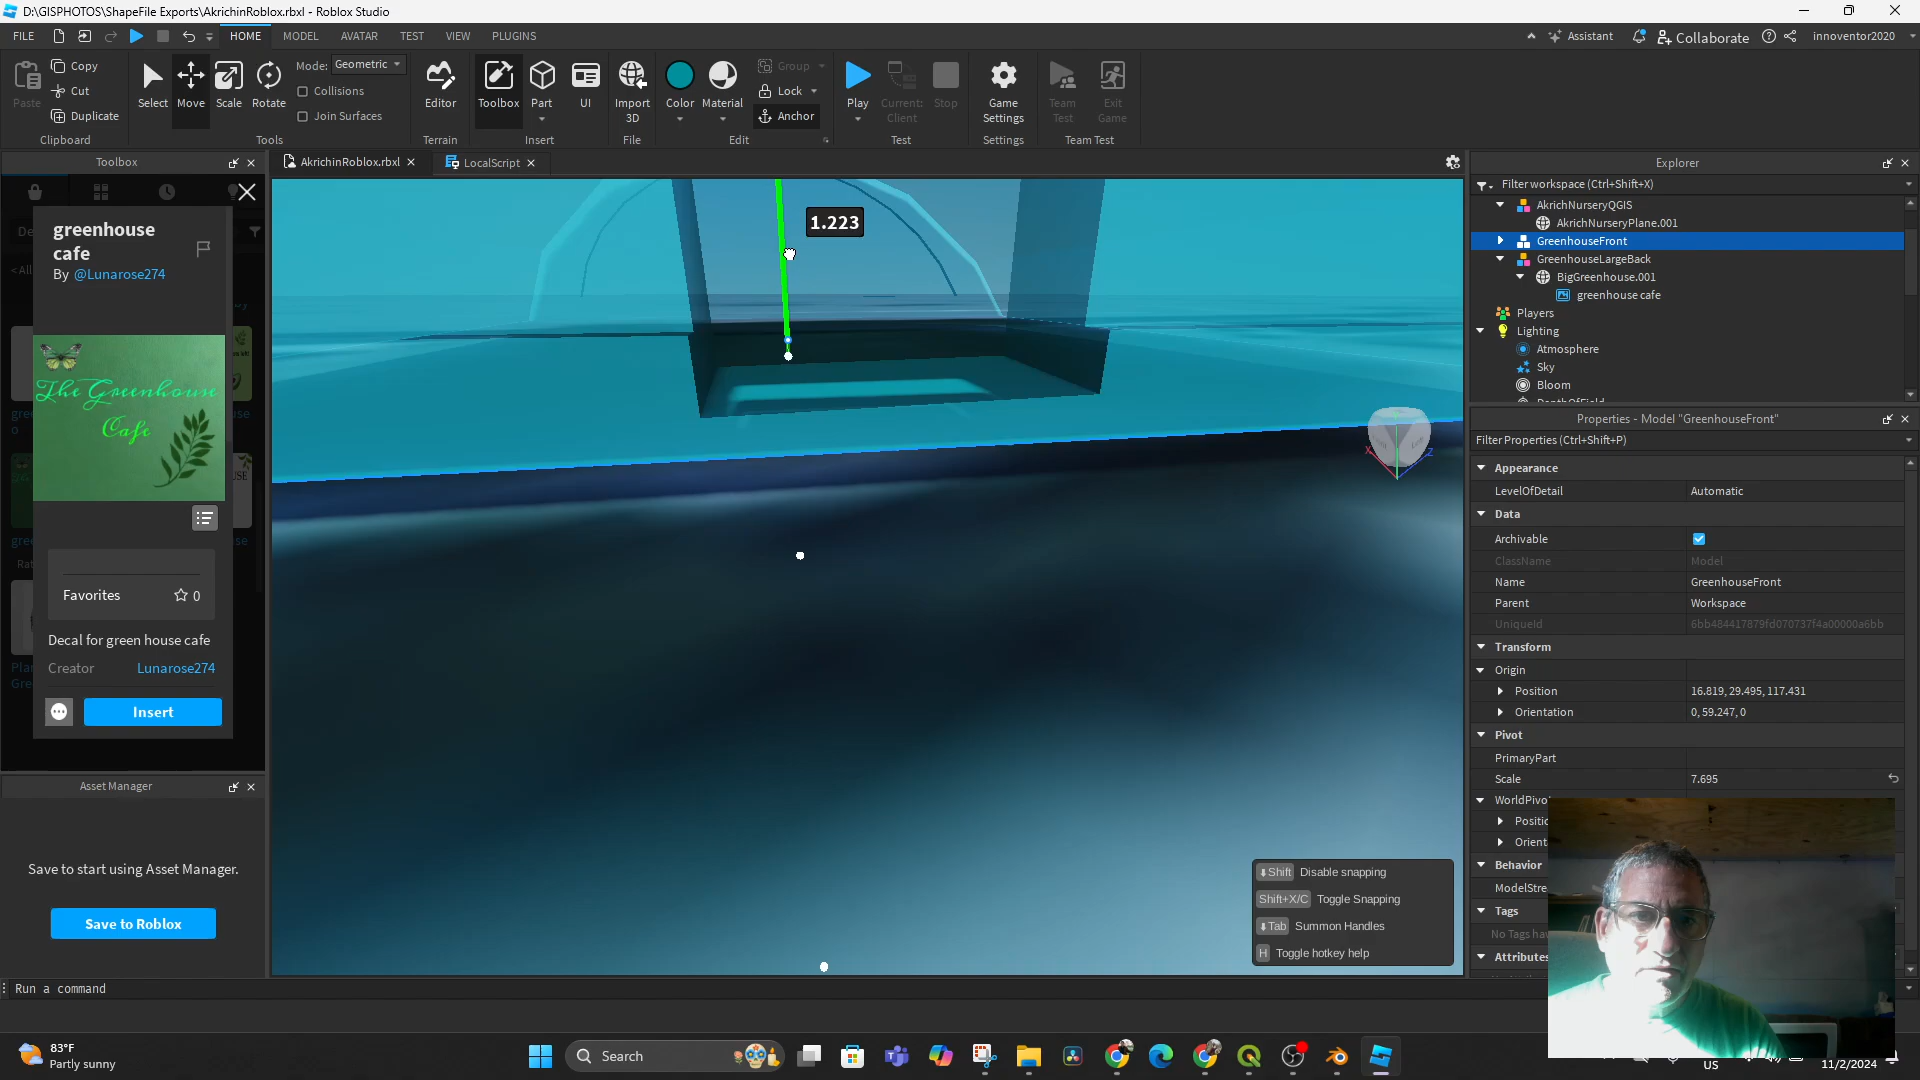 D:\GISPHOTOS\ShapeFile Exports\AkrichinRoblox.rbxl - Roblox Studio
FILE HOME MODEL AVATAR TEST VIEW PLUGINS Assistant Collaborate innoventor2020
Paste Copy Cut Duplicate
Select Move Scale Rotate
Mode: Geometric
Collisions
Join Surfaces
Editor Toolbox Part UI Import 3D Color Material
Group
Lock
Anchor
Play Current: Client Stop Game Settings Team Test Exit Game
Clipboard Tools Terrain Insert File Edit Test Settings Team Test
Toolbox
AkrichinRoblox.rbxl LocalScript
Explorer
Filter workspace (Ctrl+Shift+X)
AkrichNurseryQGIS
AkrichNurseryPlane.001
GreenhouseFront
GreenhouseLargeBack
BigGreenhouse.001
greenhouse cafe
Players
Lighting
Atmosphere
Sky
Bloom
greenhouse
cafe
By @Lunarose274
The Greenhouse
Cafe
Favorites 0
Decal for green house cafe
Creator Lunarose274
Insert
1.223
Properties - Model "GreenhouseFront"
Filter Properties (Ctrl+Shift+P)
Appearance
LevelOfDetail Automatic
Data
Archivable
ClassName Model
Name GreenhouseFront
Parent Workspace
UniqueId 6bb484417879fd070737f4a00000a6bb
Transform
Origin
Position 16.819, 29.495, 117.431
Orientation 0, 59.247, 0
Pivot
PrimaryPart
Scale 7.695
WorldPivo
Positio
Orient
Behavior
ModelStre
Tags
No Tags hav
Attributes
Asset Manager
Save to start using Asset Manager.
Save to Roblox
Shift Disable snapping
Shift+X/C Toggle Snapping
Tab Summon Handles
H Toggle hotkey help
Run a command
83°F
Partly sunny
Search
US
11/2/2024